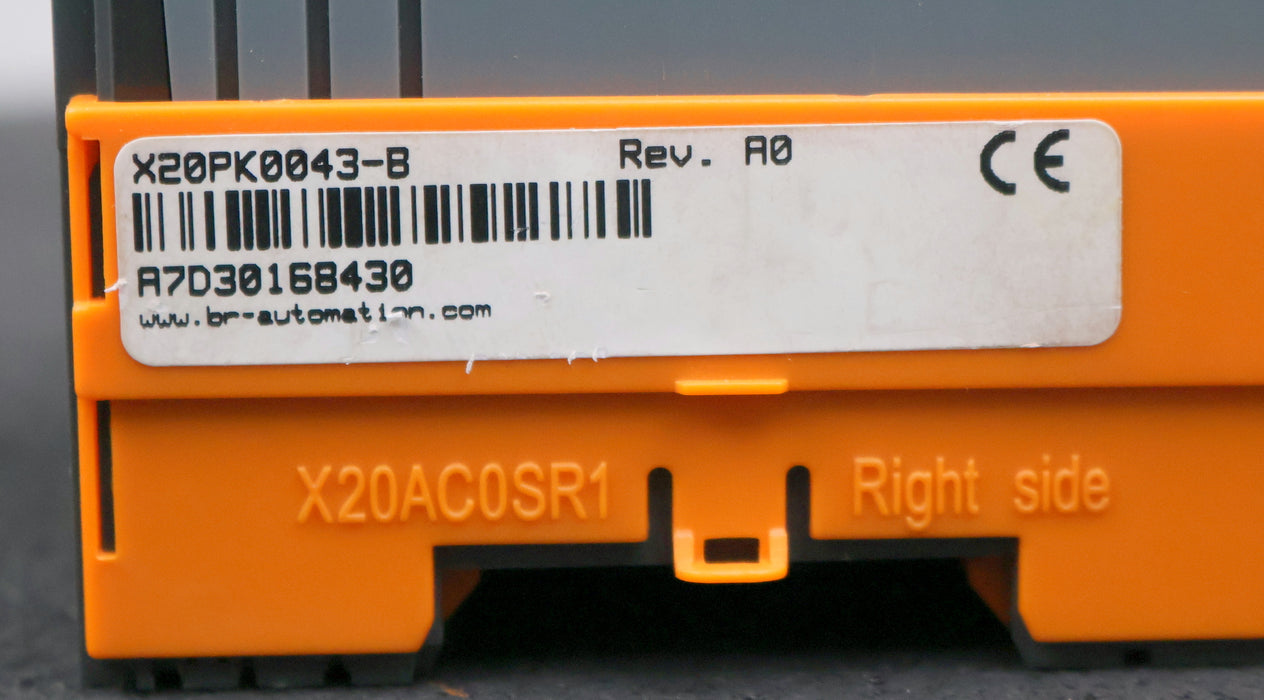 X20PK0043-B Rev. A0 CE
A7D30168430
www.br-automation.com
X20AC0SR1 Right side